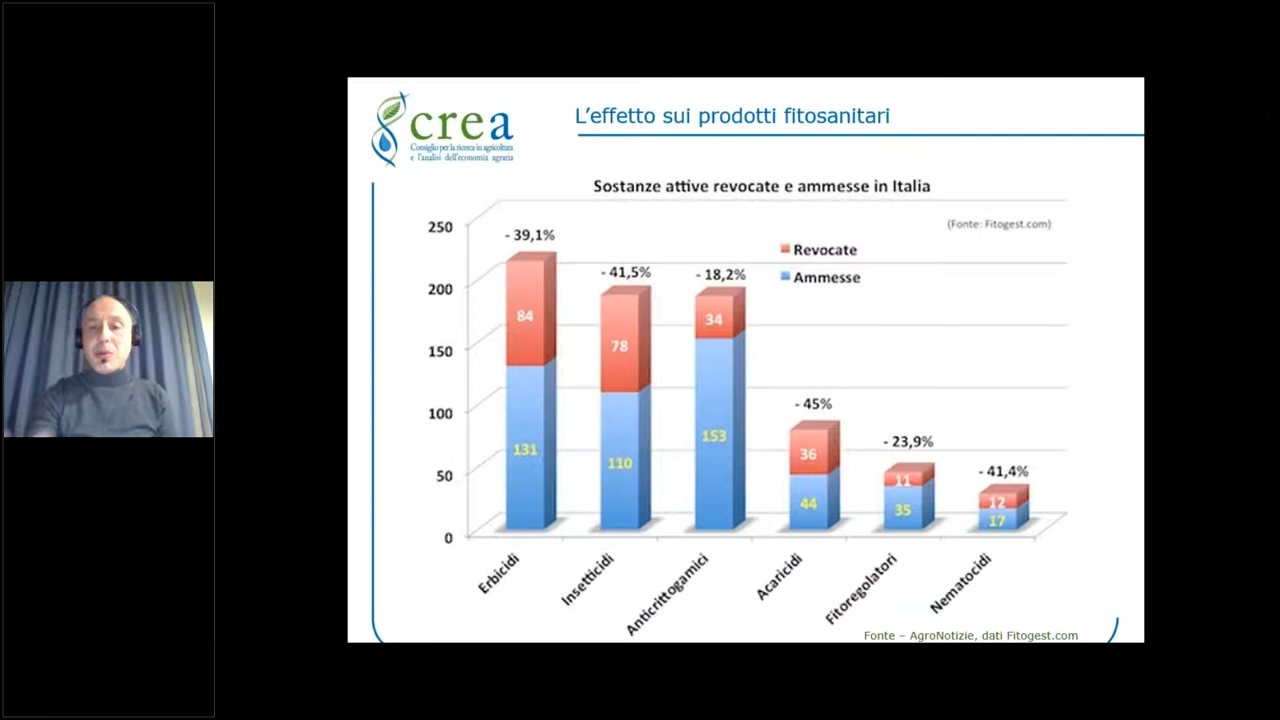 crea
Consiglio per la ricerca in agricoltura
e l'analisi dell'economia agraria
L'effetto sui prodotti fitosanitari
Sostanze attive revocate e ammesse in Italia
(Fonte: Fitogest.com)
Revocate
Ammesse
250
200
150
100
50
0
- 39,1%
- 41,5%
- 18,2%
- 45%
- 23,9%
- 41,4%
84
78
34
36
11
12
131
110
153
44
35
17
Erbicidi
Insetticidi
Anticrittogamici
Acaricidi
Fitoregolatori
Nematocidi
Fonte – AgroNotizie, dati Fitogest.com